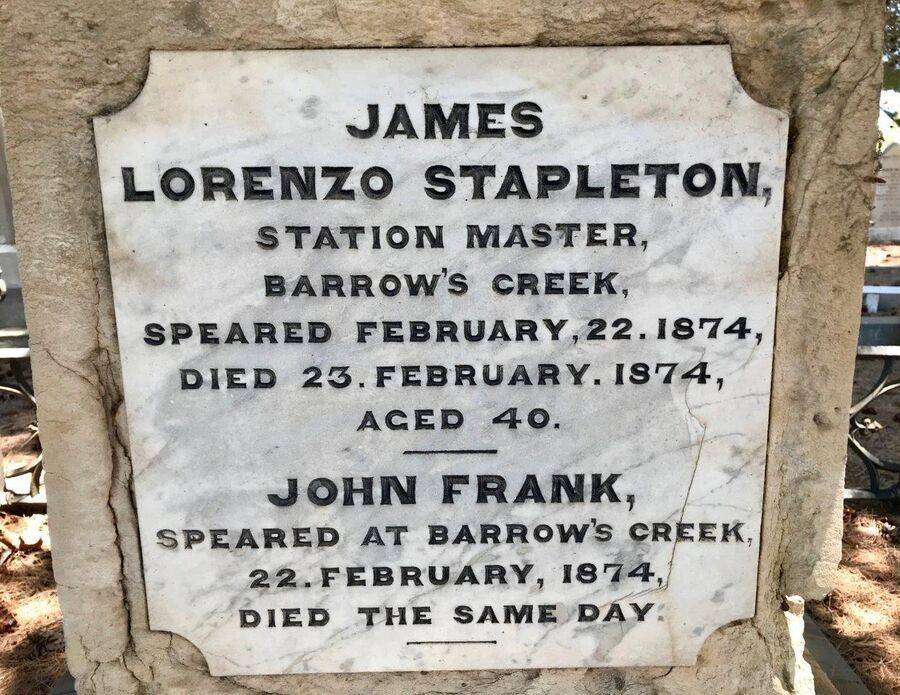 JAMES
LORENZO STAPLETON,
STATION MASTER,
BARROW'S CREEK,
SPEARED FEBRUARY, 22. 1874,
DIED 23. FEBRUARY. 1874,
AGED 40.
JOHN FRANK,
SPEARED AT BARROW'S CREEK,
22. FEBRUARY, 1874,
DIED THE SAME DAY.